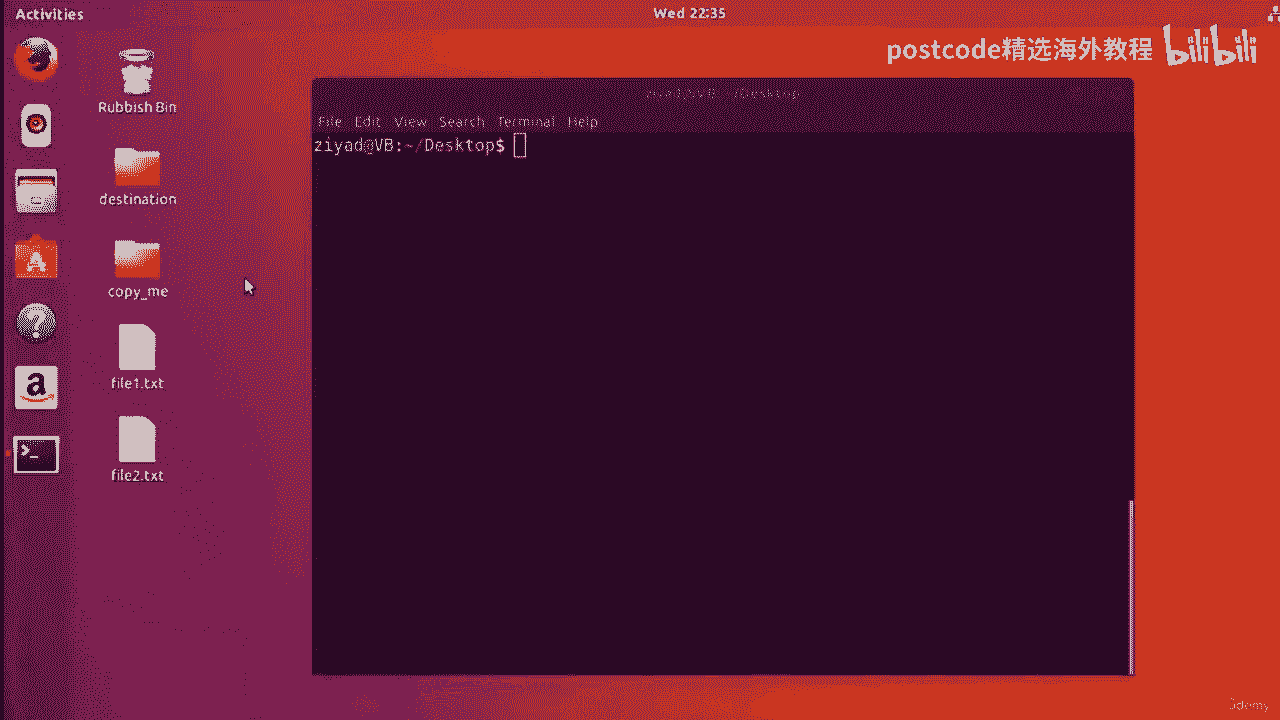 Activities
Wed 22:35
postcode精选海外教程 bilibili
Rubbish Bin
ziyad@VB: ~/Desktop
File Edit View Search Terminal Help
ziyad@VB:~/Desktop$
destination
copy_me
file1.txt
file2.txt
Udemy